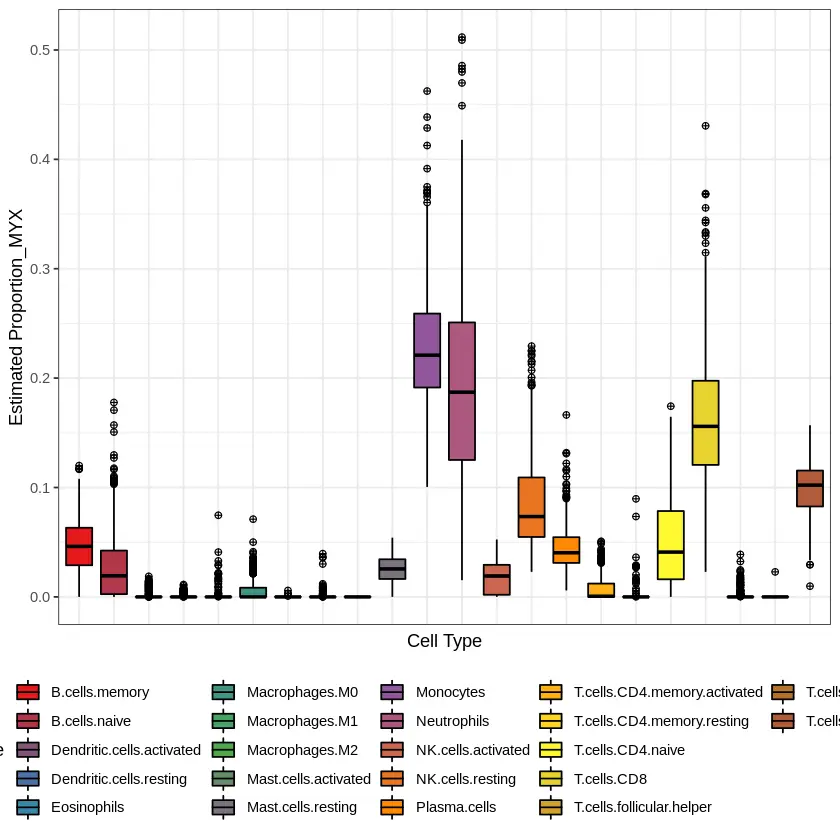 0.5
0.4
0.3
0.2
0.1
0.0
Estimated Proportion_MYX
Cell Type
B.cells.memory
B.cells.naive
Dendritic.cells.activated
Dendritic.cells.resting
Eosinophils
Macrophages.M0
Macrophages.M1
Macrophages.M2
Mast.cells.activated
Mast.cells.resting
Monocytes
Neutrophils
NK.cells.activated
NK.cells.resting
Plasma.cells
T.cells.CD4.memory.activated
T.cells.CD4.memory.resting
T.cells.CD4.naive
T.cells.CD8
T.cells.follicular.helper